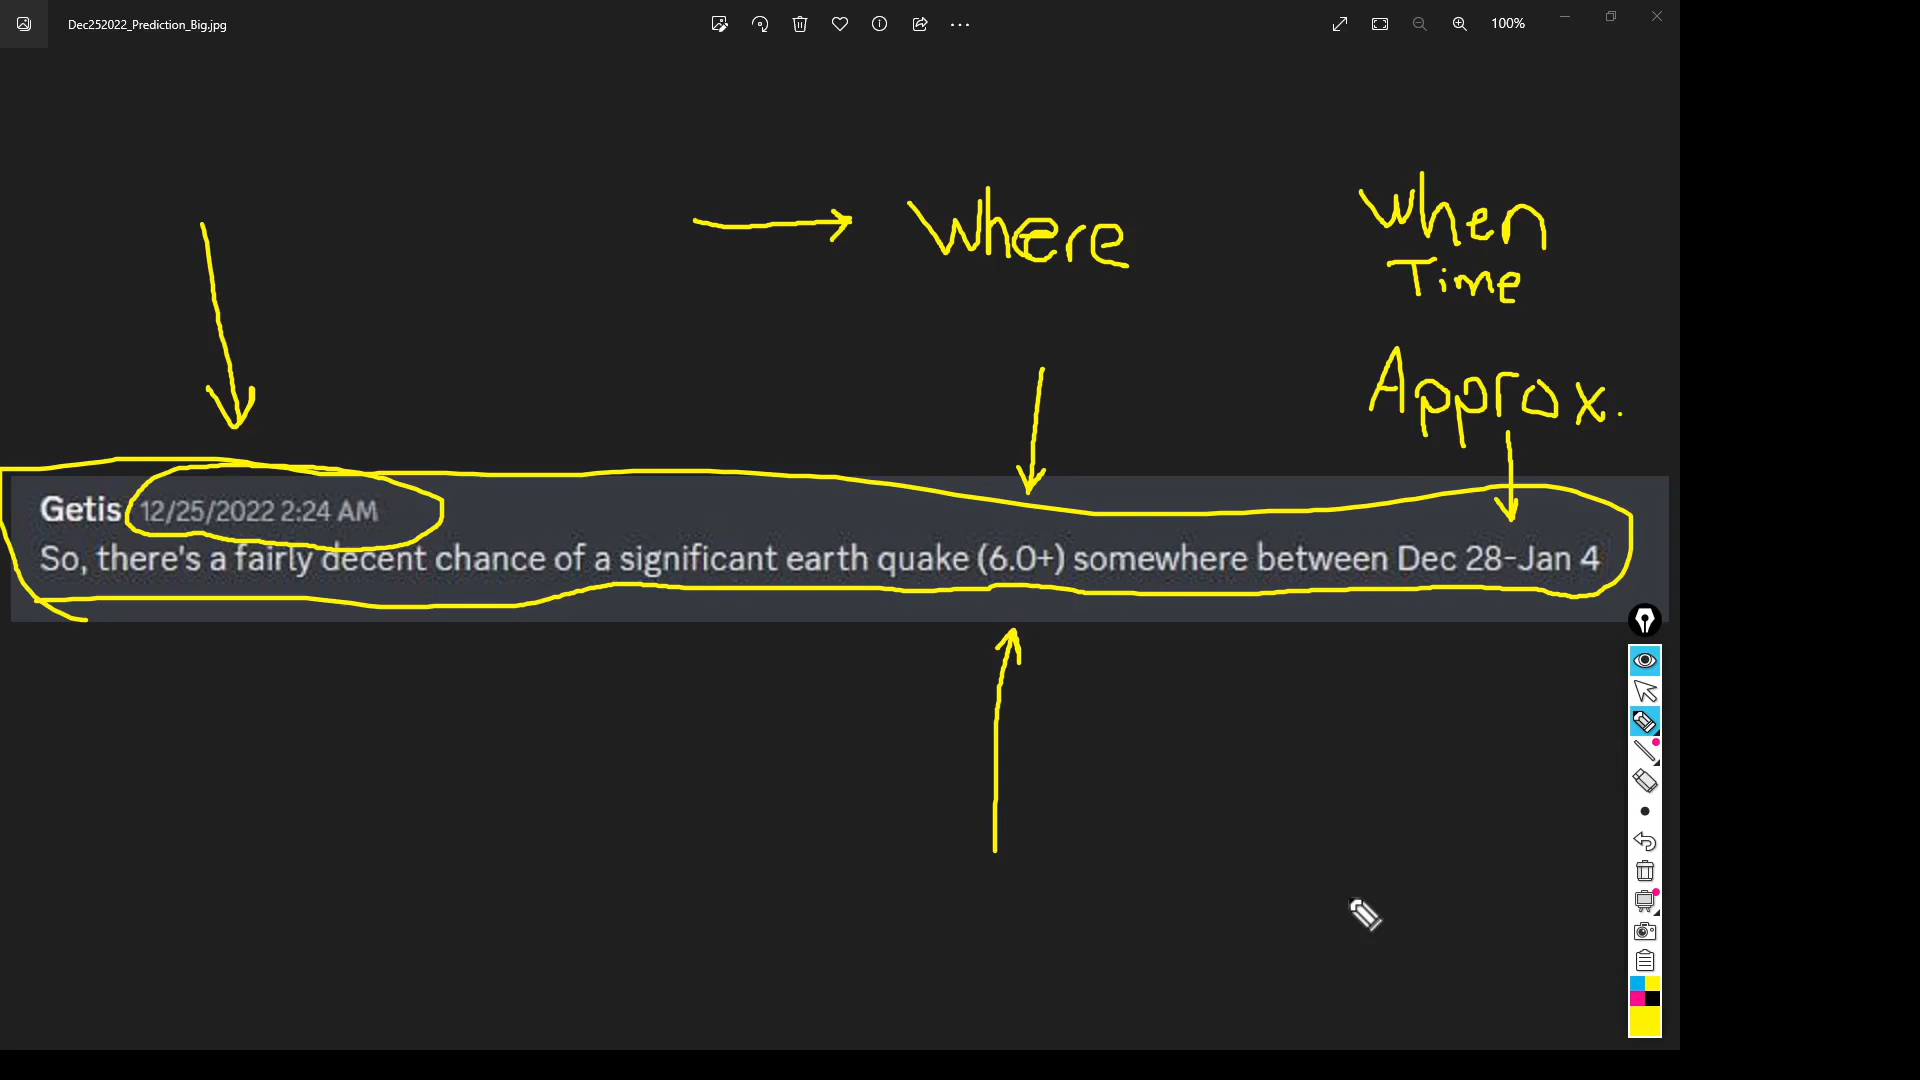 Dec252022_Prediction_Big.jpg
100%
Where
When
Time
Approx.
Getis 12/25/2022 2:24 AM
So, there's a fairly decent chance of a significant earth quake (6.0+) somewhere between Dec 28-Jan 4